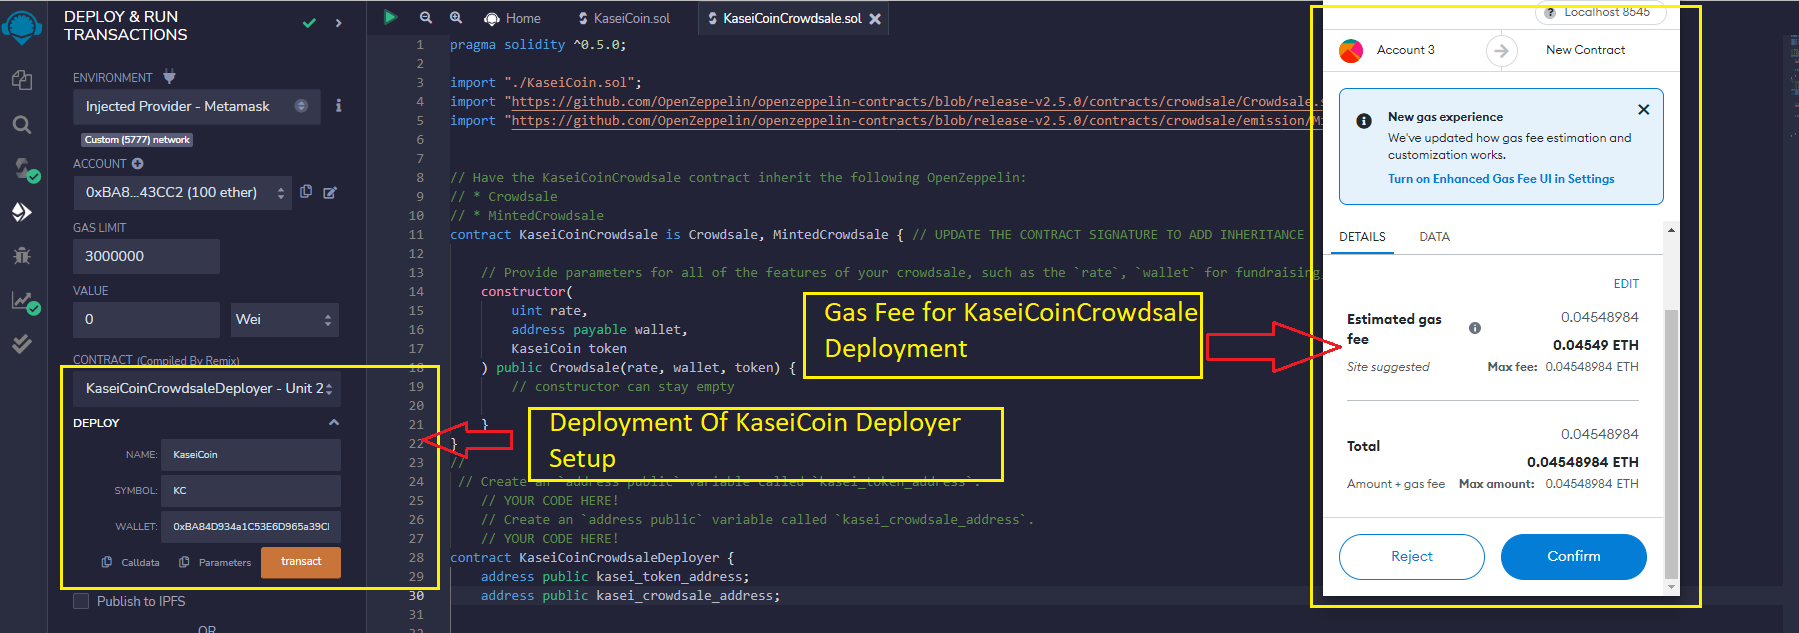 DEPLOY & RUN
TRANSACTIONS
ENVIRONMENT
Injected Provider - Metamask
Custom (5777) network
ACCOUNT
0xBA8...43CC2 (100 ether)
GAS LIMIT
3000000
VALUE
0
Wei
CONTRACT (Compiled By Remix)
KaseiCoinCrowdsaleDeployer - Unit 2
DEPLOY
NAME: KaseiCoin
SYMBOL: KC
WALLET: 0xBA84D934a1C53E6D965a39C
Calldata
Parameters
transact
Publish to IPFS
OR
Home
KaseiCoin.sol
KaseiCoinCrowdsale.sol
1 pragma solidity ^0.5.0;
2
3 import "./KaseiCoin.sol";
4 import "https://github.com/OpenZeppelin/openzeppelin-contracts/blob/release-v2.5.0/contracts/crowdsale/Crowdsale.s
5 import "https://github.com/OpenZeppelin/openzeppelin-contracts/blob/release-v2.5.0/contracts/crowdsale/emission/Mi
6
7
8 // Have the KaseiCoinCrowdsale contract inherit the following OpenZeppelin:
9 // * Crowdsale
10 // * MintedCrowdsale
11 contract KaseiCoinCrowdsale is Crowdsale, MintedCrowdsale { // UPDATE THE CONTRACT SIGNATURE TO ADD INHERITANCE
12
13 // Provide parameters for all of the features of your crowdsale, such as the `rate`, `wallet` for fundraising,
14 constructor(
15 uint rate,
16 address payable wallet,
17 KaseiCoin token
18 ) public Crowdsale(rate, wallet, token) {
19 // constructor can stay empty
20
21 }
22 }
23 //
24 // Create an `address public` variable called `kasei_token_address`.
25 // YOUR CODE HERE!
26 // Create an `address public` variable called `kasei_crowdsale_address`.
27 // YOUR CODE HERE!
28 contract KaseiCoinCrowdsaleDeployer {
29 address public kasei_token_address;
30 address public kasei_crowdsale_address;
31
32
Gas Fee for KaseiCoinCrowdsale
Deployment
Deployment Of KaseiCoin Deployer
Setup
Localhost 8545
Account 3
New Contract
New gas experience
We've updated how gas fee estimation and
customization works.
Turn on Enhanced Gas Fee UI in Settings
DETAILS
DATA
EDIT
Estimated gas
fee
0.04548984
0.04549 ETH
Site suggested
Max fee: 0.04548984 ETH
Total
0.04548984
0.04548984 ETH
Amount + gas fee
Max amount: 0.04548984 ETH
Reject
Confirm